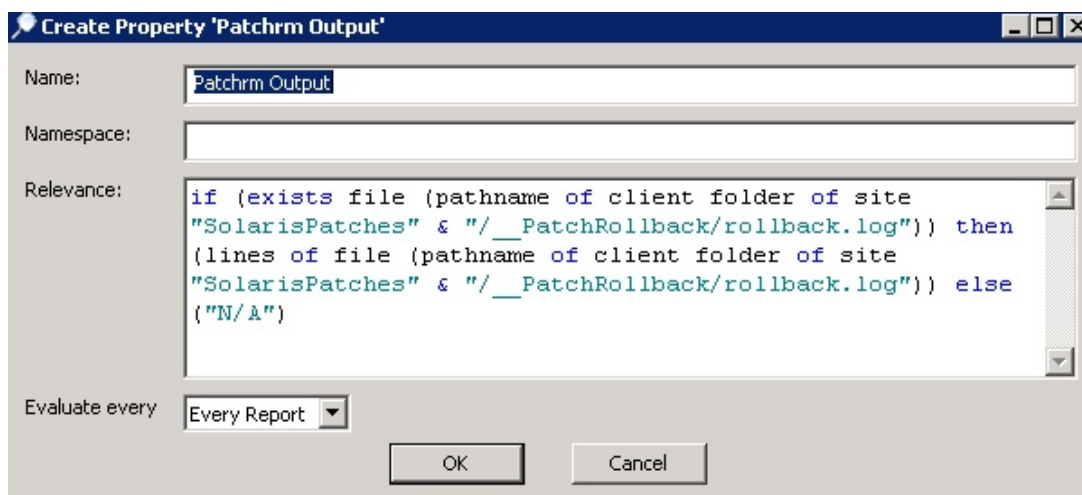 Create Property 'Patchrm Output'
Name:
Patchrm Output
Namespace:
Relevance:
if (exists file (pathname of client folder of site
"SolarisPatches" & "/__PatchRollback/rollback.log")) then
(lines of file (pathname of client folder of site
"SolarisPatches" & "/__PatchRollback/rollback.log")) else
("N/A")
Evaluate every
Every Report
OK
Cancel